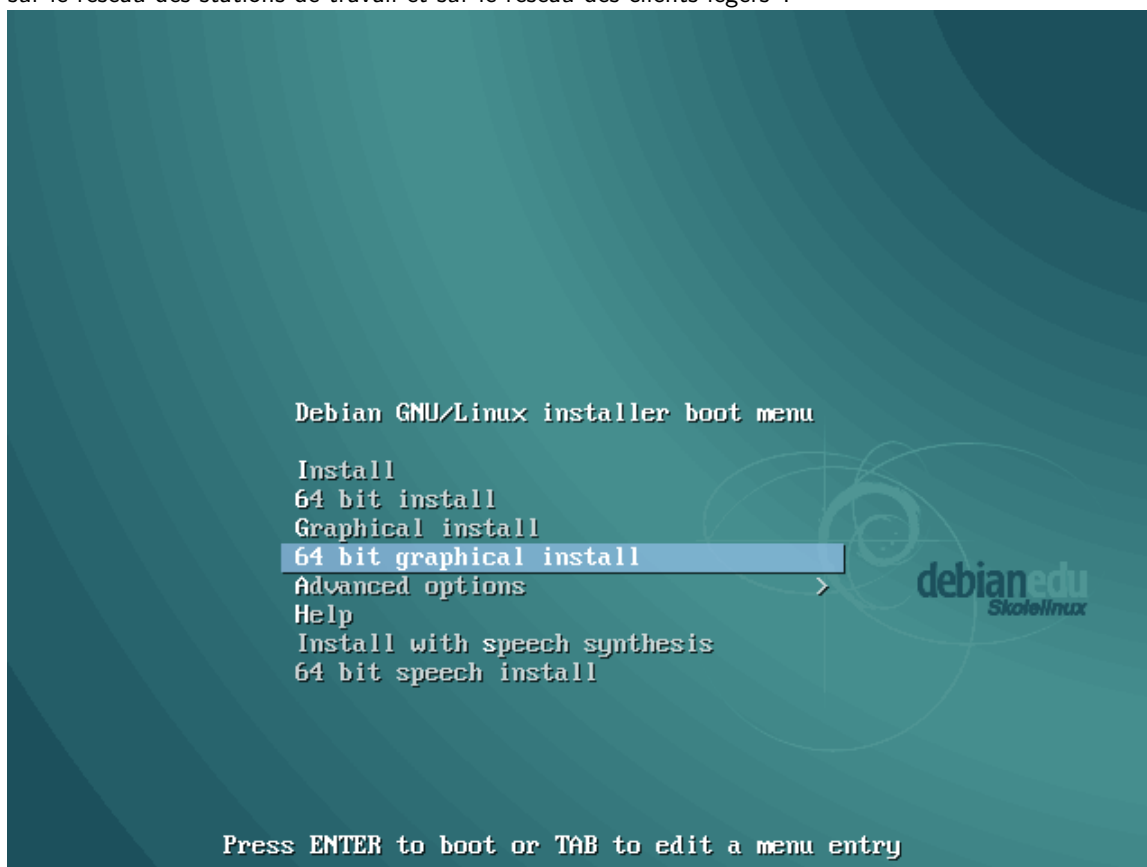 sur le réseau des stations de travail et sur le réseau des clients légers :
Debian GNU/Linux installer boot menu
Install
64 bit install
Graphical install
64 bit graphical install
Advanced options >
Help
Install with speech synthesis
64 bit speech install
debianedu
Skolelinux
Press ENTER to boot or TAB to edit a menu entry